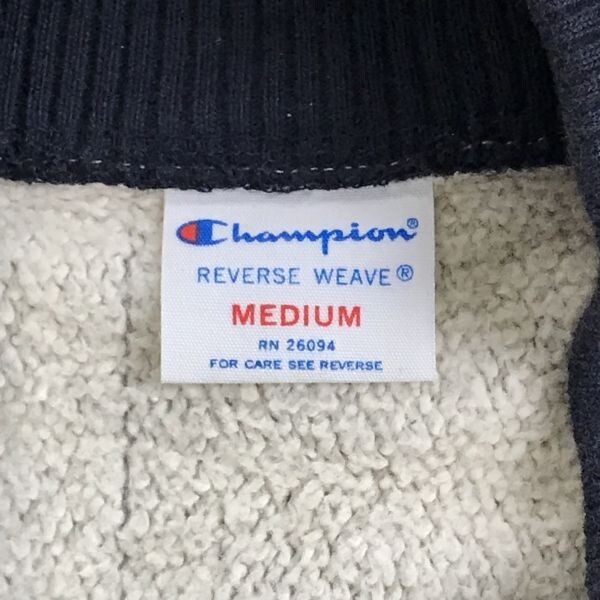 Champion®
REVERSE WEAVE®
MEDIUM
RN 26094
FOR CARE SEE REVERSE